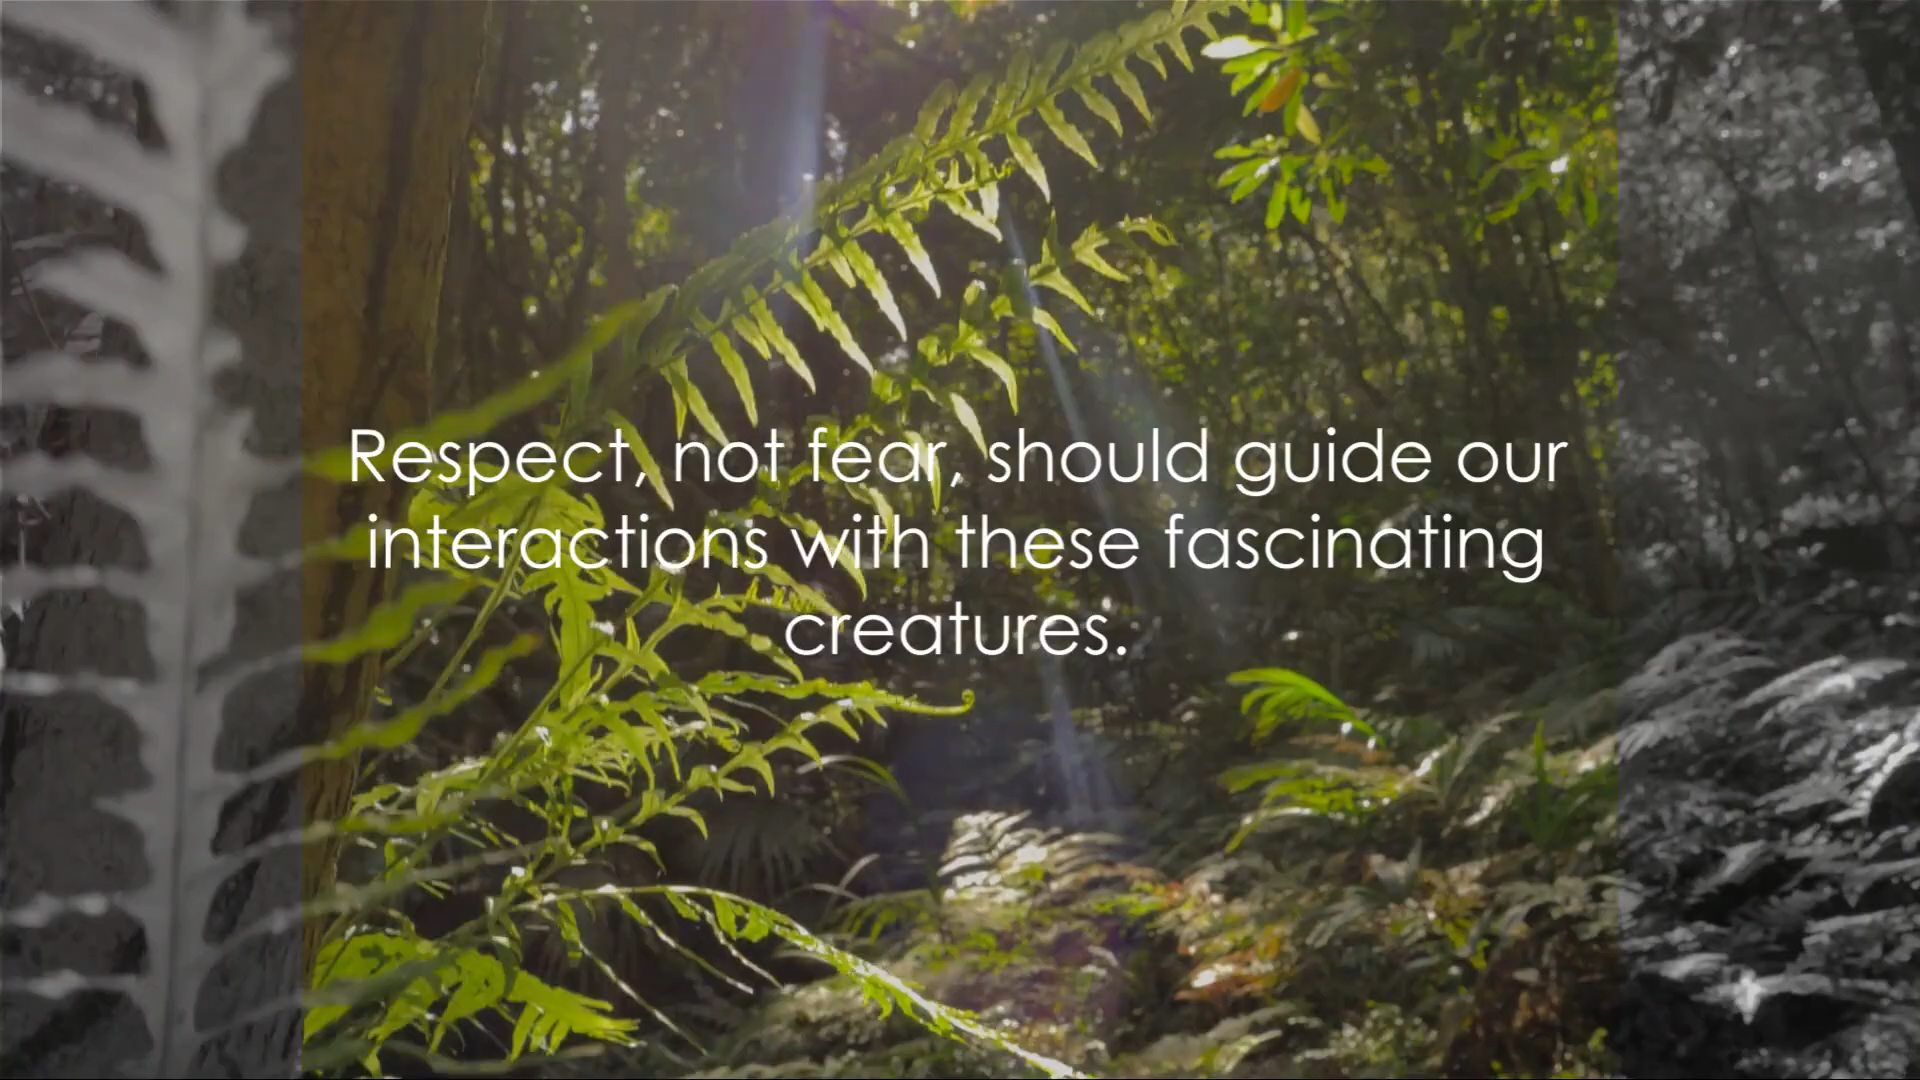 Respect, not fear, should guide our
interactions with these fascinating
creatures.